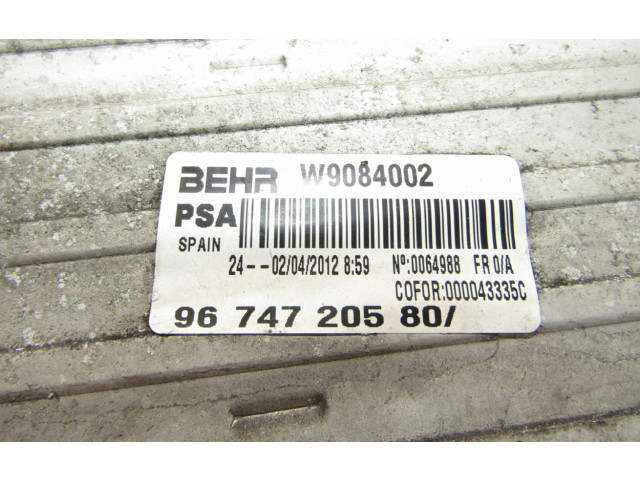 BEHR W9084002
PSA
SPAIN
24--02/04/2012 8:59 Nº:0064988 FR 0/A
COFOR:000043335C
96 747 205 80/